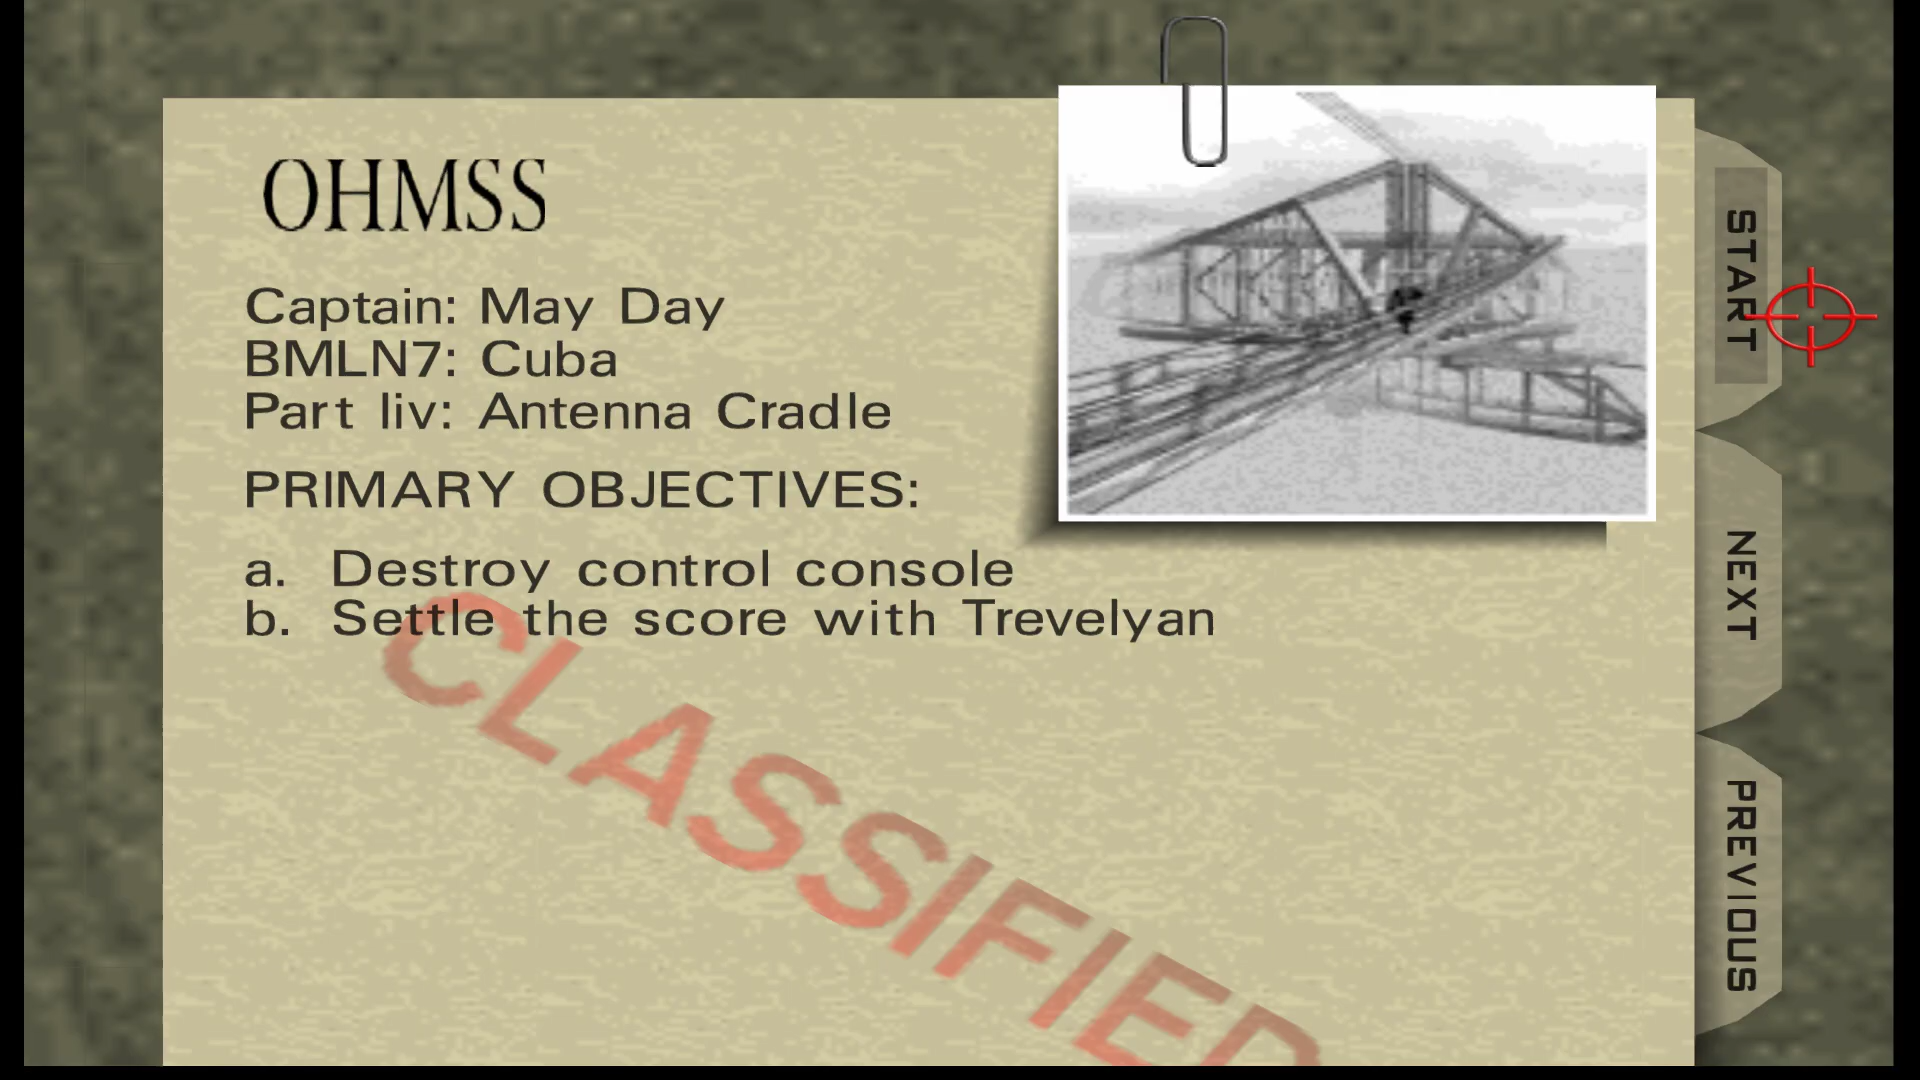 OHMSS
Captain: May Day
BMLN7: Cuba
Part liv: Antenna Cradle
PRIMARY OBJECTIVES:
a. Destroy control console
b. Settle the score with Trevelyan
CLASSIFIED
START
NEXT
PREVIOUS